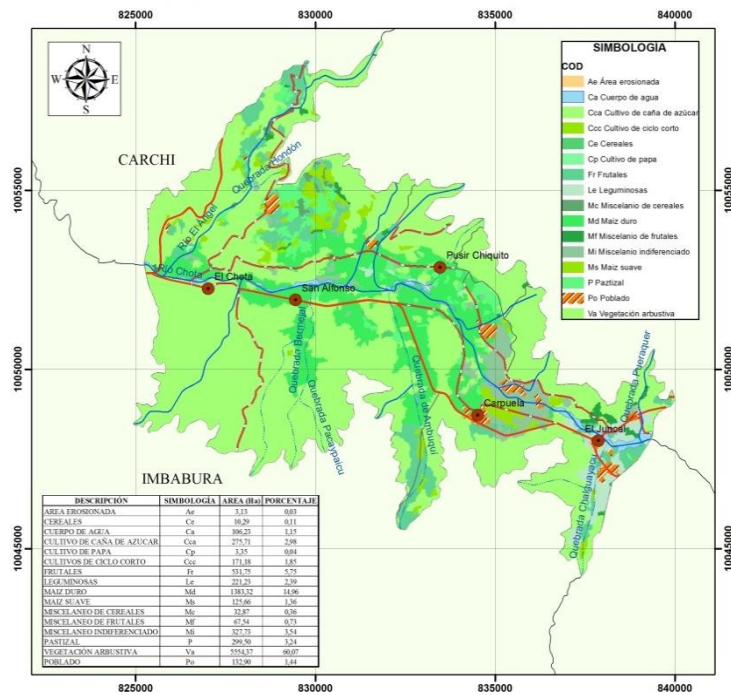 825000 830000 835000 840000
N
W E
S
SIMBOLOGÍA
COD
Ae Área erosionada
Ca Cuerpo de agua
Cca Cultivo de caña de azúcar
Ccc Cultivo de ciclo corto
Ce Cereales
Cp Cultivo de papa
Fr Frutales
Le Leguminosas
Mc Miscelanio de cereales
Md Maiz duro
Mf Miscelanio de frutales
Mi Miscelanio indiferenciado
Ms Maiz suave
P Paztizal
Po Poblado
Va Vegetación arbustiva
CARCHI
10055000 10055000
Quebrada Hondón
Río El Ángel
Río Chota
El Chota
San Alfonso
Pusir Chiquito
10050000 10050000
Quebrada Bermejal
Quebrada Pacaypaicu
Quebrada de Ambuquí
Carpuela
El Juncal
Quebrada Chalguayacu
IMBABURA
10045000 10045000
DESCRIPCIÓN SIMBOLOGÍA AREA (Ha) PORCENTAJE
AREA EROSIONADA Ae 3,13 0,03
CEREALES Ce 10,29 0,11
CUERPO DE AGUA Ca 106,23 1,15
CULTIVO DE CAÑA DE AZUCAR Cca 275,71 2,98
CULTIVO DE PAPA Cp 3,35 0,04
CULTIVOS DE CICLO CORTO Ccc 171,18 1,85
FRUTALES Fr 531,75 5,75
LEGUMINOSAS Le 221,23 2,39
MAIZ DURO Md 1383,32 14,96
MAIZ SUAVE Ms 125,66 1,36
MISCELANEO DE CEREALES Mc 32,87 0,36
MISCELANEO DE FRUTALES Mf 67,54 0,73
MISCELANEO INDIFERENCIADO Mi 327,73 3,54
PASTIZAL P 299,50 3,24
VEGETACIÓN ARBUSTIVA Va 5554,37 60,07
POBLADO Po 132,90 1,44
825000 830000 835000 840000